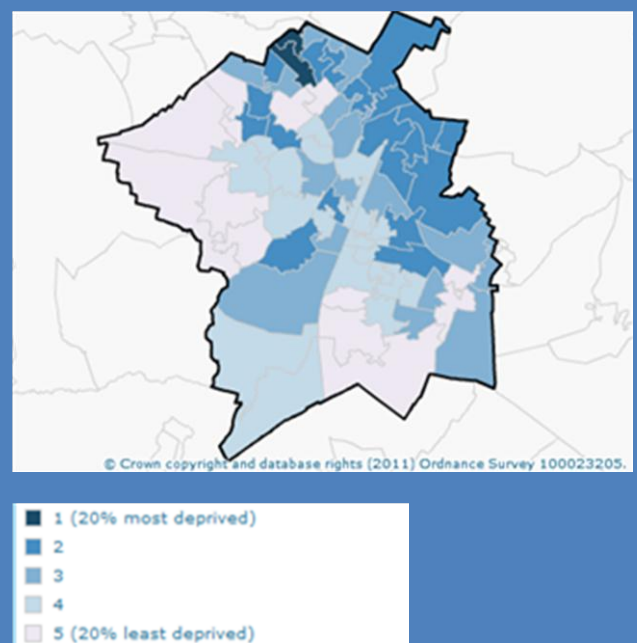 © Crown copyright and database rights (2011) Ordnance Survey 100023205.
1 (20% most deprived)
2
3
4
5 (20% least deprived)